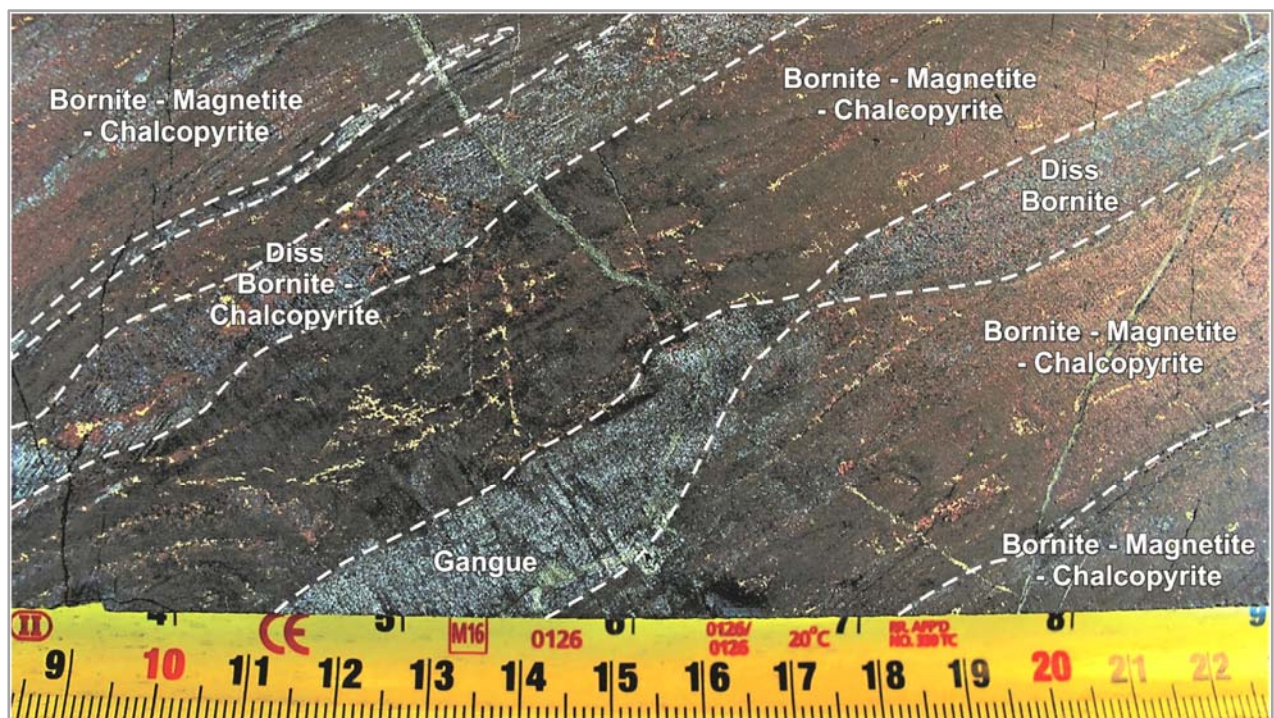 Bornite - Magnetite
- Chalcopyrite
Bornite - Magnetite
- Chalcopyrite
Diss
Bornite
Diss
Bornite -
Chalcopyrite
Bornite - Magnetite
- Chalcopyrite
Gangue
Bornite - Magnetite
- Chalcopyrite
II 4 CE 5 M16 0126 6 0126/ 20°C 7 8 9
0126
9 10 11 12 13 14 15 16 17 18 19 20 21 22